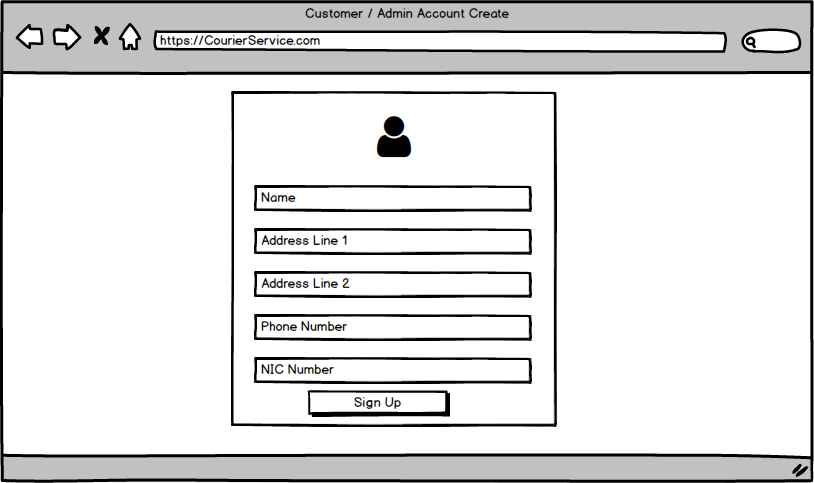 Customer / Admin Account Create
https://CourierService.com
Name
Address Line 1
Address Line 2
Phone Number
NIC Number
Sign Up